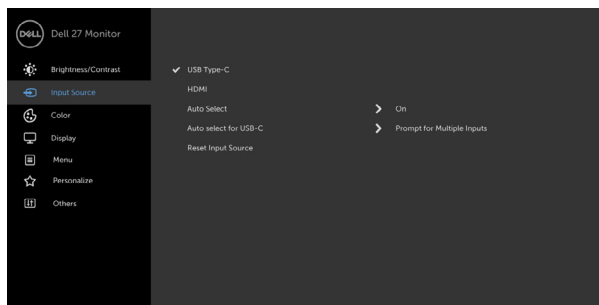 DELL Dell 27 Monitor
Brightness/Contrast
Input Source
Color
Display
Menu
Personalize
Others
USB Type-C
HDMI
Auto Select On
Auto select for USB-C Prompt for Multiple Inputs
Reset Input Source